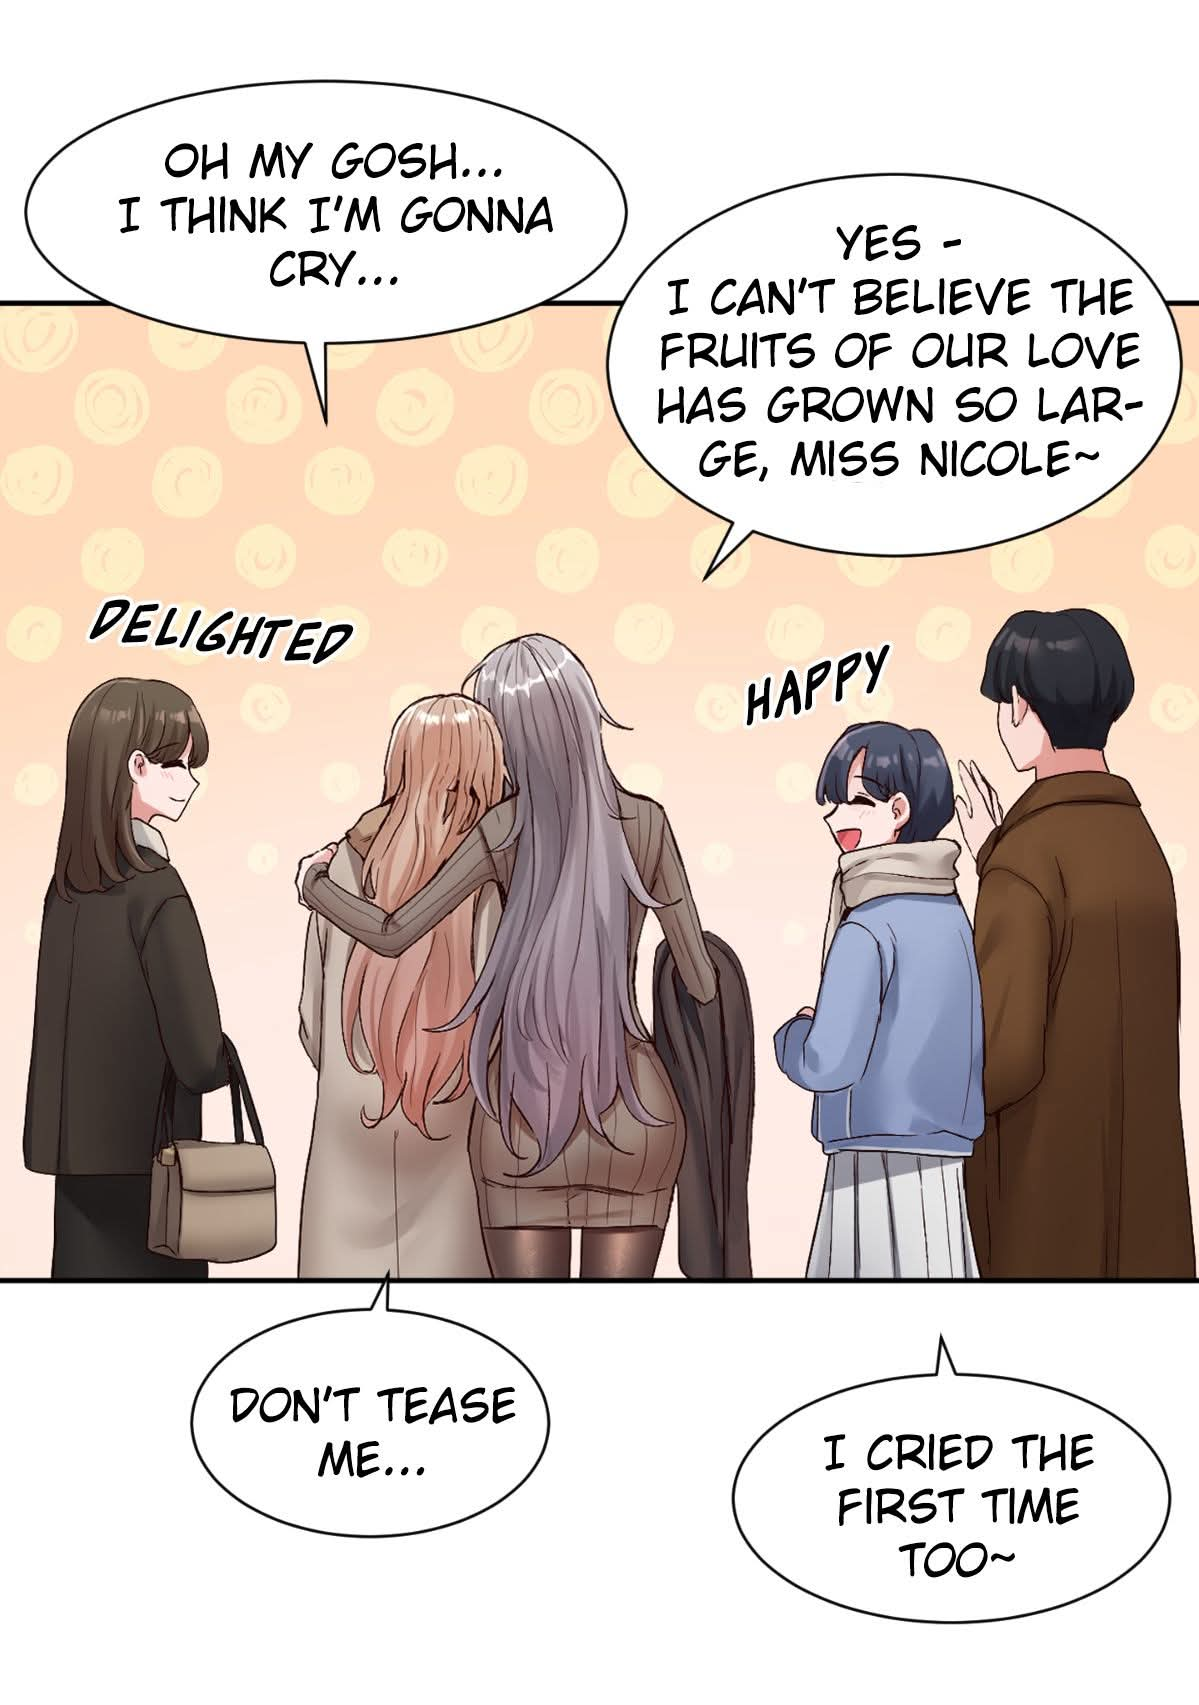 OH MY GOSH...
I THINK I'M GONNA
CRY...
YES -
I CAN'T BELIEVE THE
FRUITS OF OUR LOVE
HAS GROWN SO LAR-
GE, MISS NICOLE~
DELIGHTED
HAPPY
DON'T TEASE
ME...
I CRIED THE
FIRST TIME
TOO~